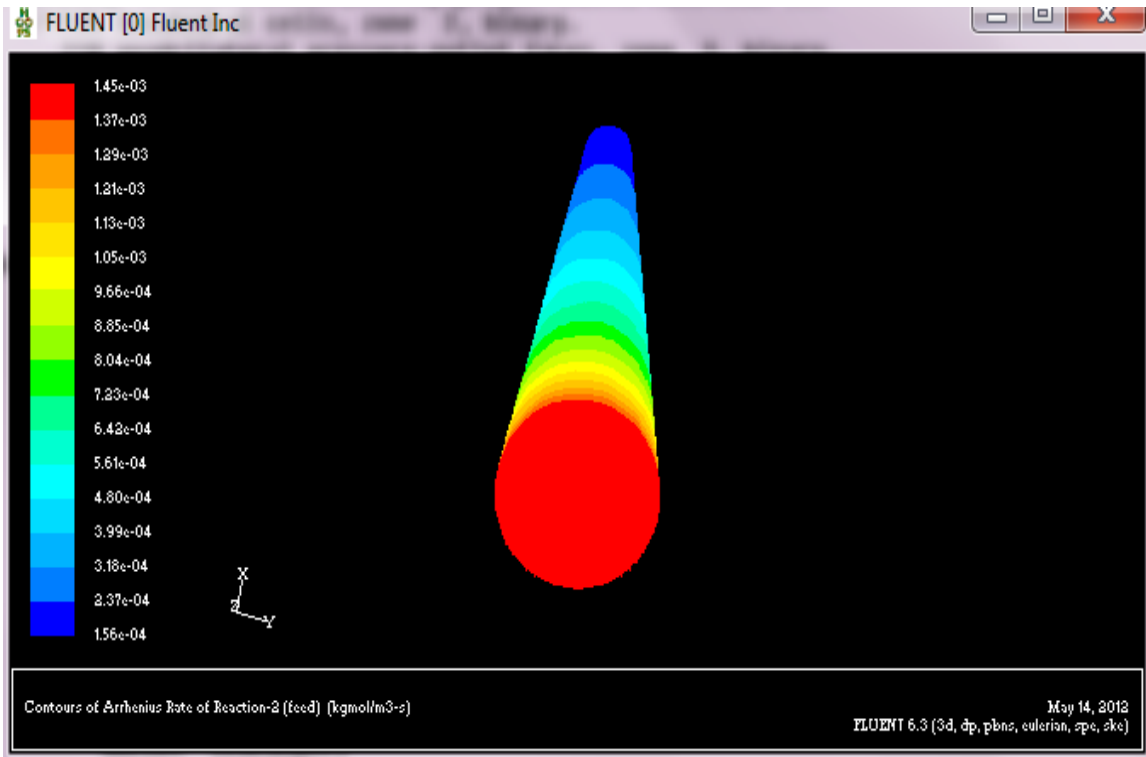 FLUENT [0] Fluent Inc
1.45e-03
1.37e-03
1.29e-03
1.21e-03
1.13e-03
1.05e-03
9.66e-04
8.85e-04
8.04e-04
7.23e-04
6.42e-04
5.61e-04
4.80e-04
3.99e-04
3.18e-04
2.37e-04
1.56e-04
X
Z
Y
Contours of Arrhenius Rate of Reaction-2 (feed) (kgmol/m3-s)
May 14, 2012
FLUENT 6.3 (3d, dp, pbns, eulerian, spe, ske)